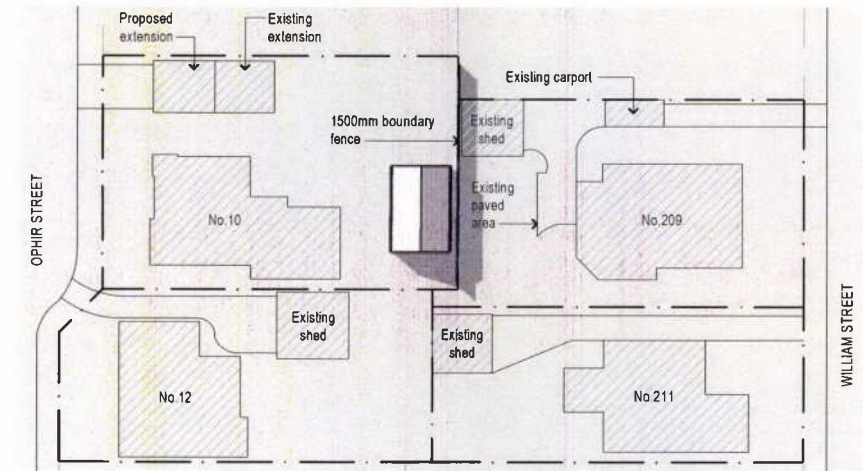 Proposed
extension
Existing
extension
Existing carport
1500mm boundary
fence
Existing
shed
Existing
paved
area
No.10
No.209
OPHIR STREET
WILLIAM STREET
Existing
shed
Existing
shed
No.12
No.211